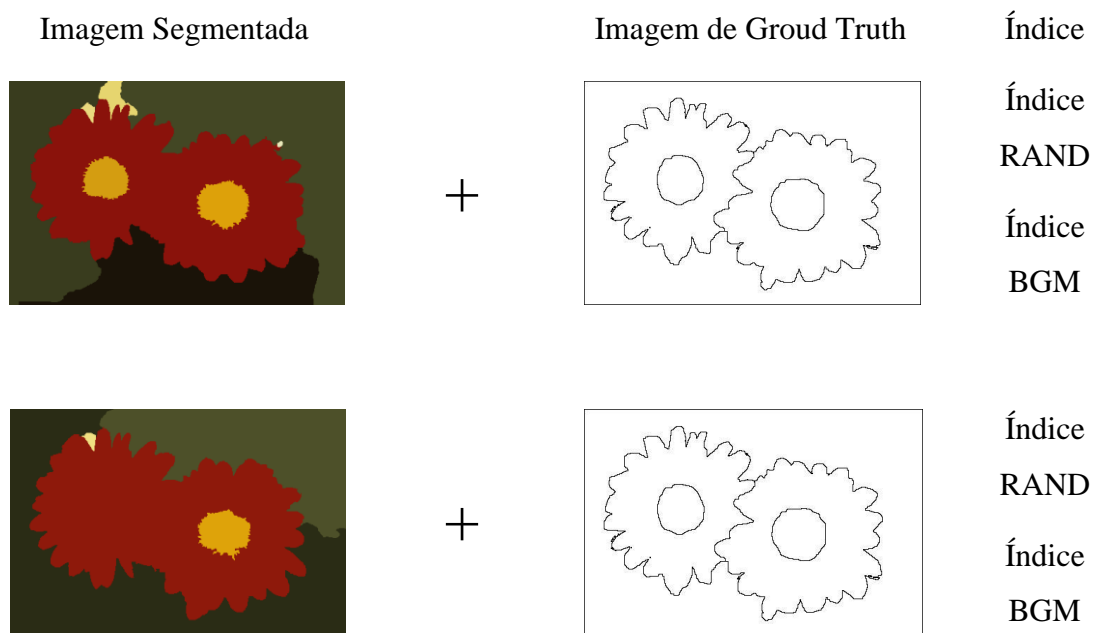 Imagem Segmentada Imagem de Groud Truth Índice
Índice
RAND
+
Índice
BGM
Índice
RAND
+
Índice
BGM